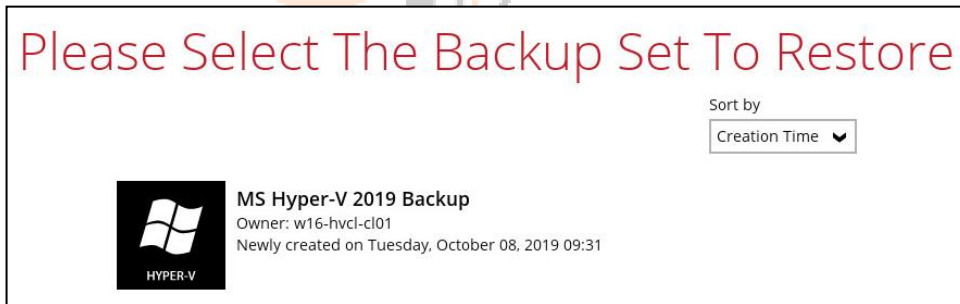 Please Select The Backup Set To Restore
Sort by
Creation Time
MS Hyper-V 2019 Backup
Owner: w16-hvcl-cl01
Newly created on Tuesday, October 08, 2019 09:31
HYPER-V